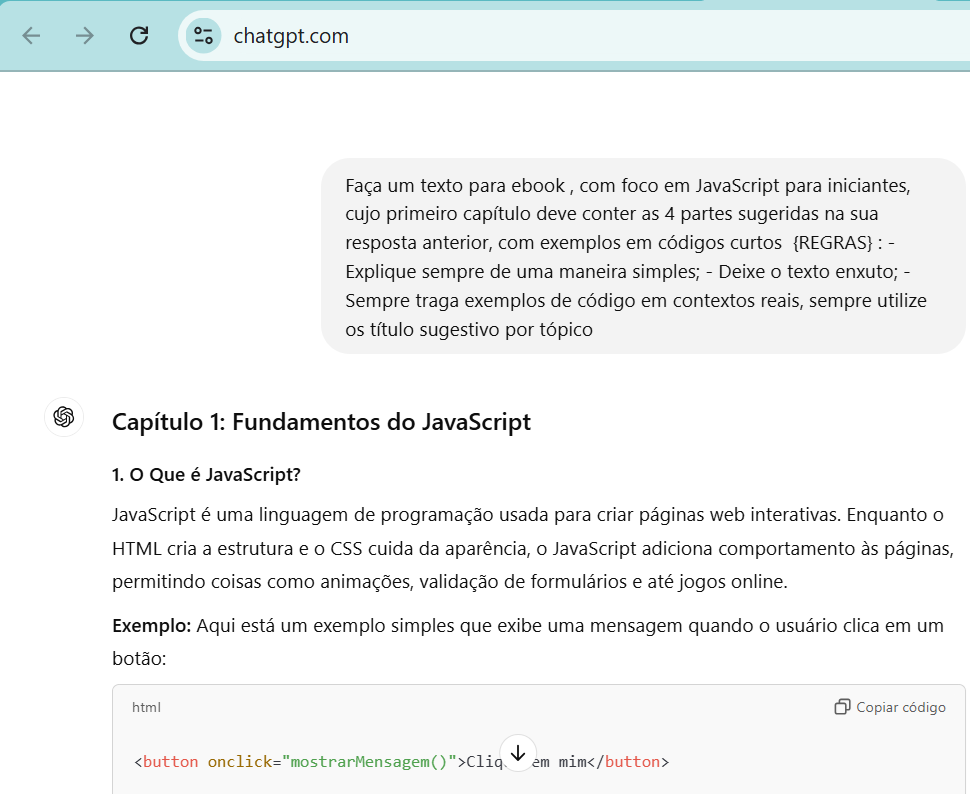 chatgpt.com
Faça um texto para ebook , com foco em JavaScript para iniciantes,
cujo primeiro capítulo deve conter as 4 partes sugeridas na sua
resposta anterior, com exemplos em códigos curtos  {REGRAS} : -
Explique sempre de uma maneira simples; - Deixe o texto enxuto; -
Sempre traga exemplos de código em contextos reais, sempre utilize
os título sugestivo por tópico
Capítulo 1: Fundamentos do JavaScript
1. O Que é JavaScript?
JavaScript é uma linguagem de programação usada para criar páginas web interativas. Enquanto o
HTML cria a estrutura e o CSS cuida da aparência, o JavaScript adiciona comportamento às páginas,
permitindo coisas como animações, validação de formulários e até jogos online.
Exemplo: Aqui está um exemplo simples que exibe uma mensagem quando o usuário clica em um
botão:
html
Copiar código
<button onclick="mostrarMensagem()"> mim</button>